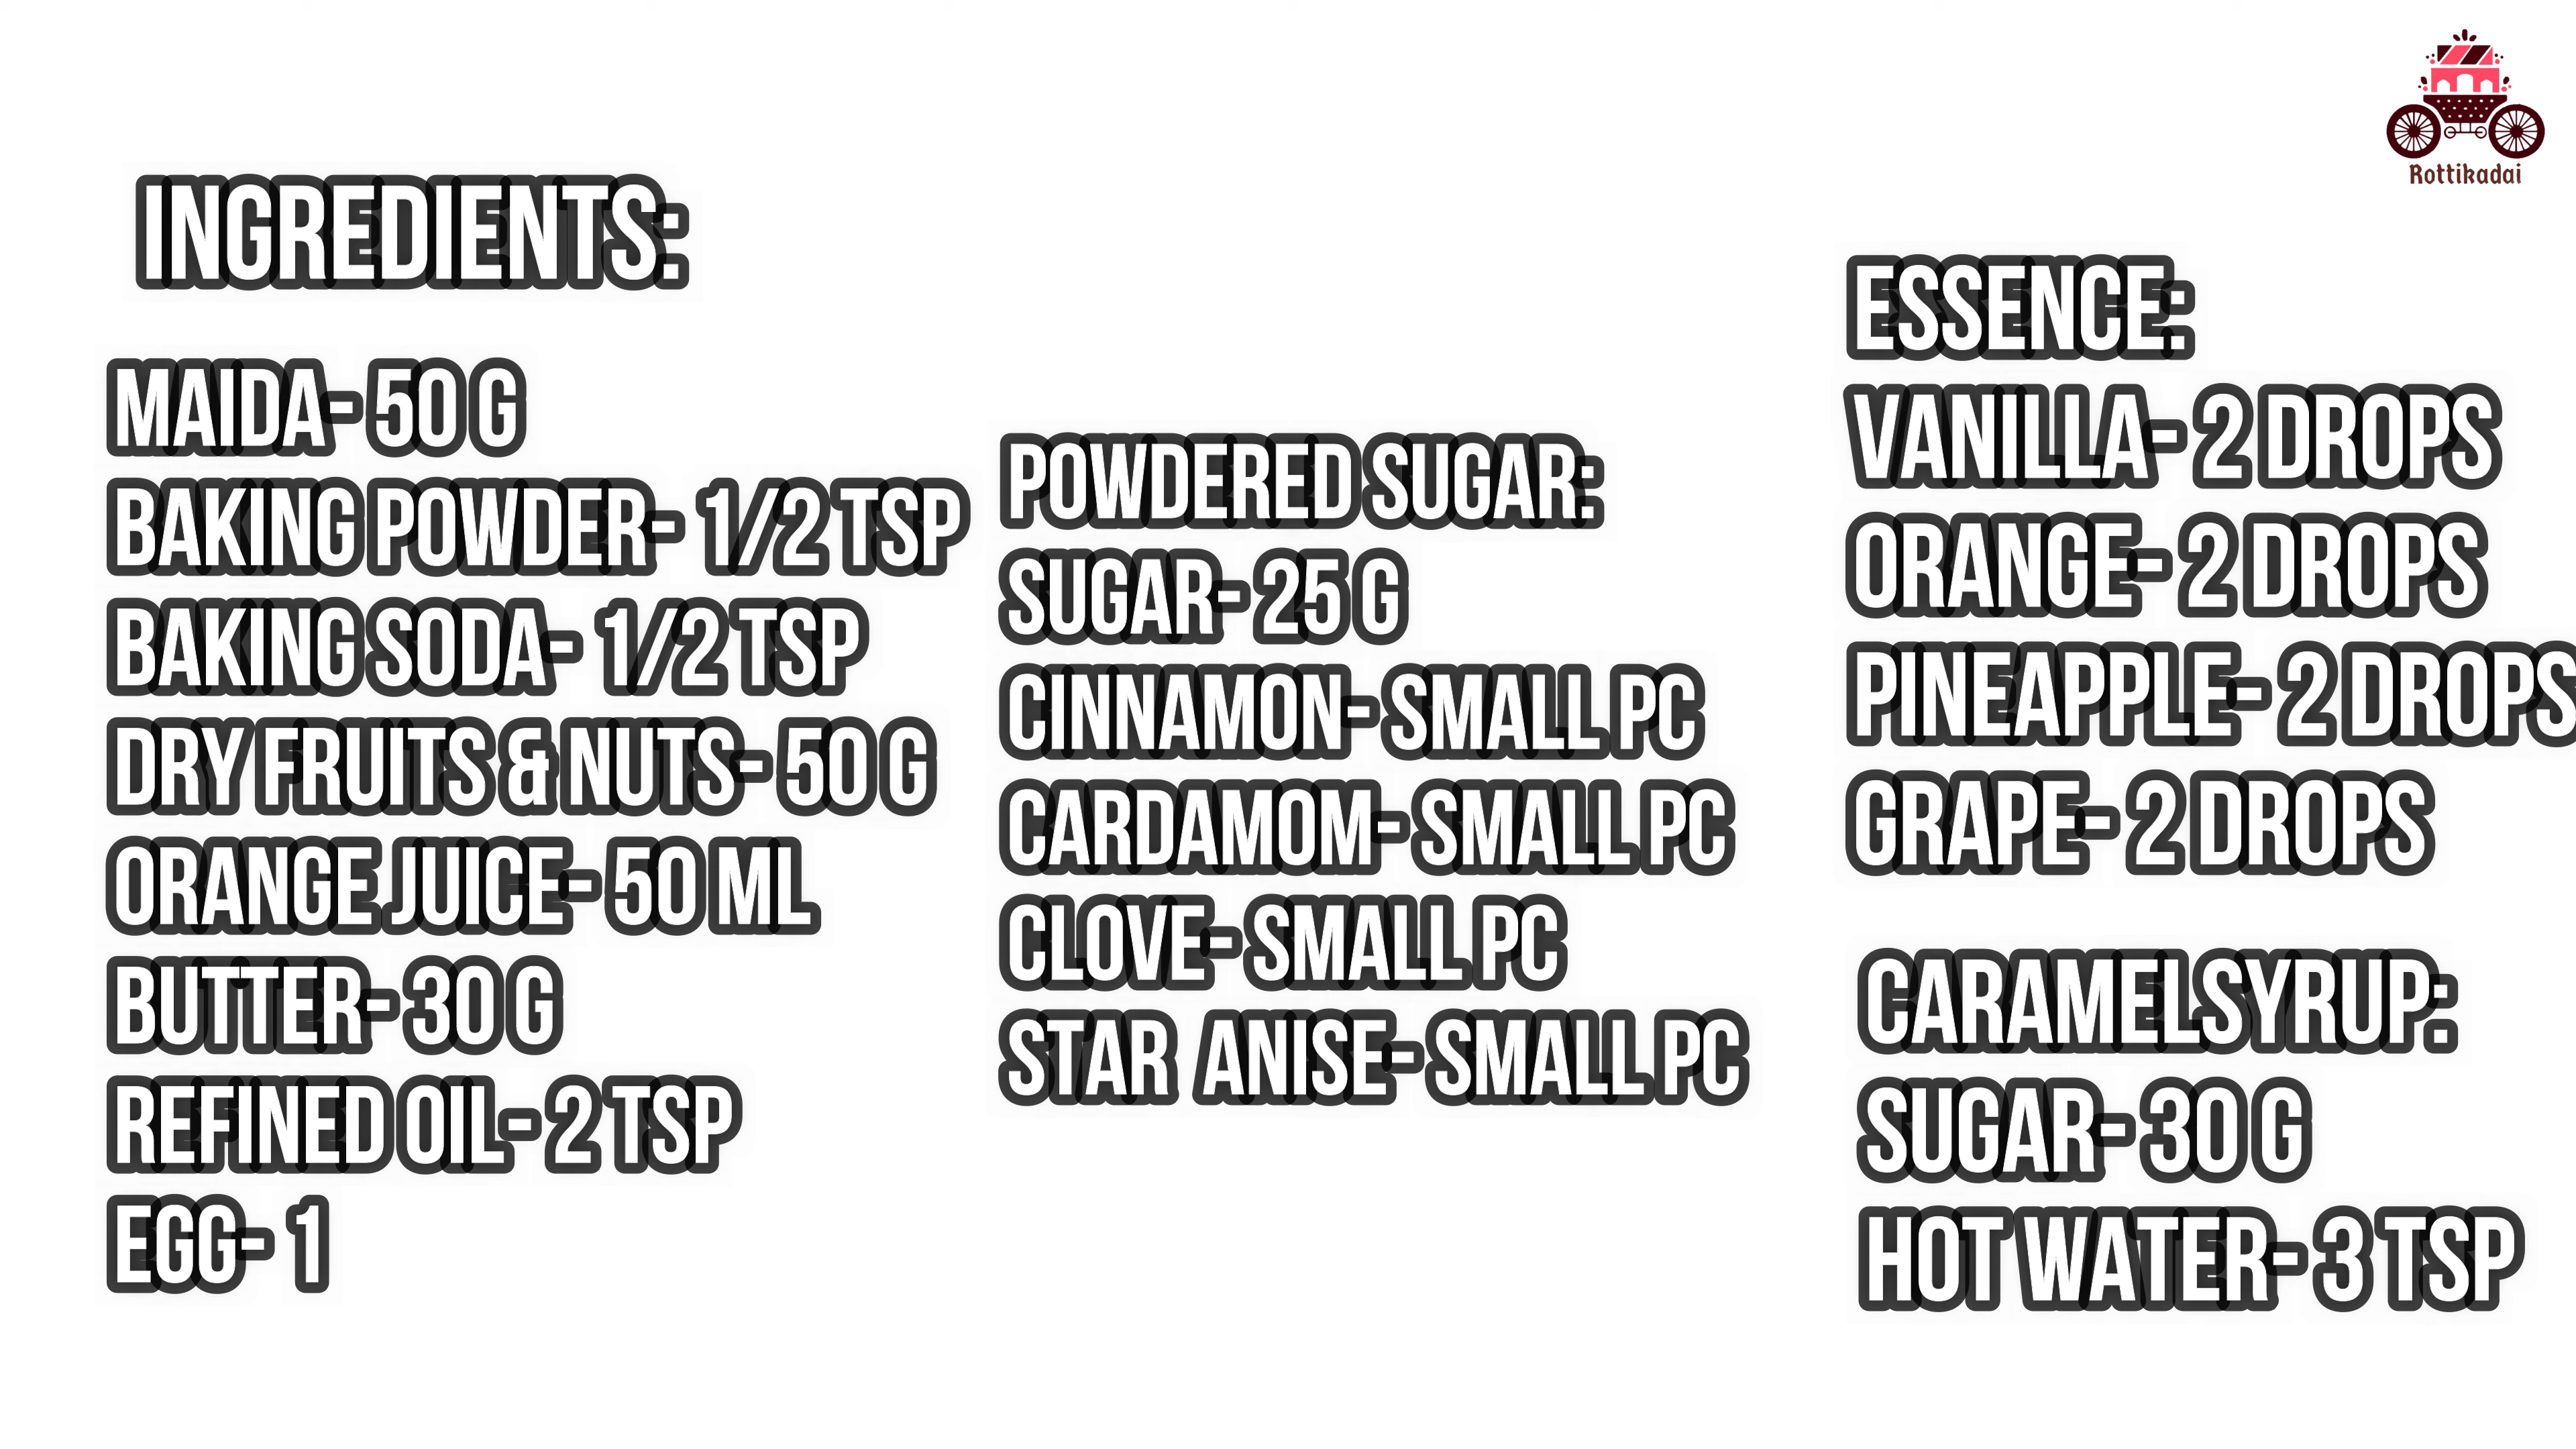 Rottikadai
INGREDIENTS:
MAIDA- 50 G
BAKING POWDER- 1/2 TSP
BAKING SODA- 1/2 TSP
DRY FRUITS & NUTS- 50 G
ORANGE JUICE- 50 ML
BUTTER- 30 G
REFINED OIL- 2 TSP
EGG- 1
POWDERED SUGAR:
SUGAR- 25 G
CINNAMON- SMALL PC
CARDAMOM- SMALL PC
CLOVE- SMALL PC
STAR ANISE- SMALL PC
ESSENCE:
VANILLA- 2 DROPS
ORANGE- 2 DROPS
PINEAPPLE- 2 DROPS
GRAPE- 2 DROPS
CARAMEL SYRUP:
SUGAR- 30 G
HOT WATER- 3 TSP